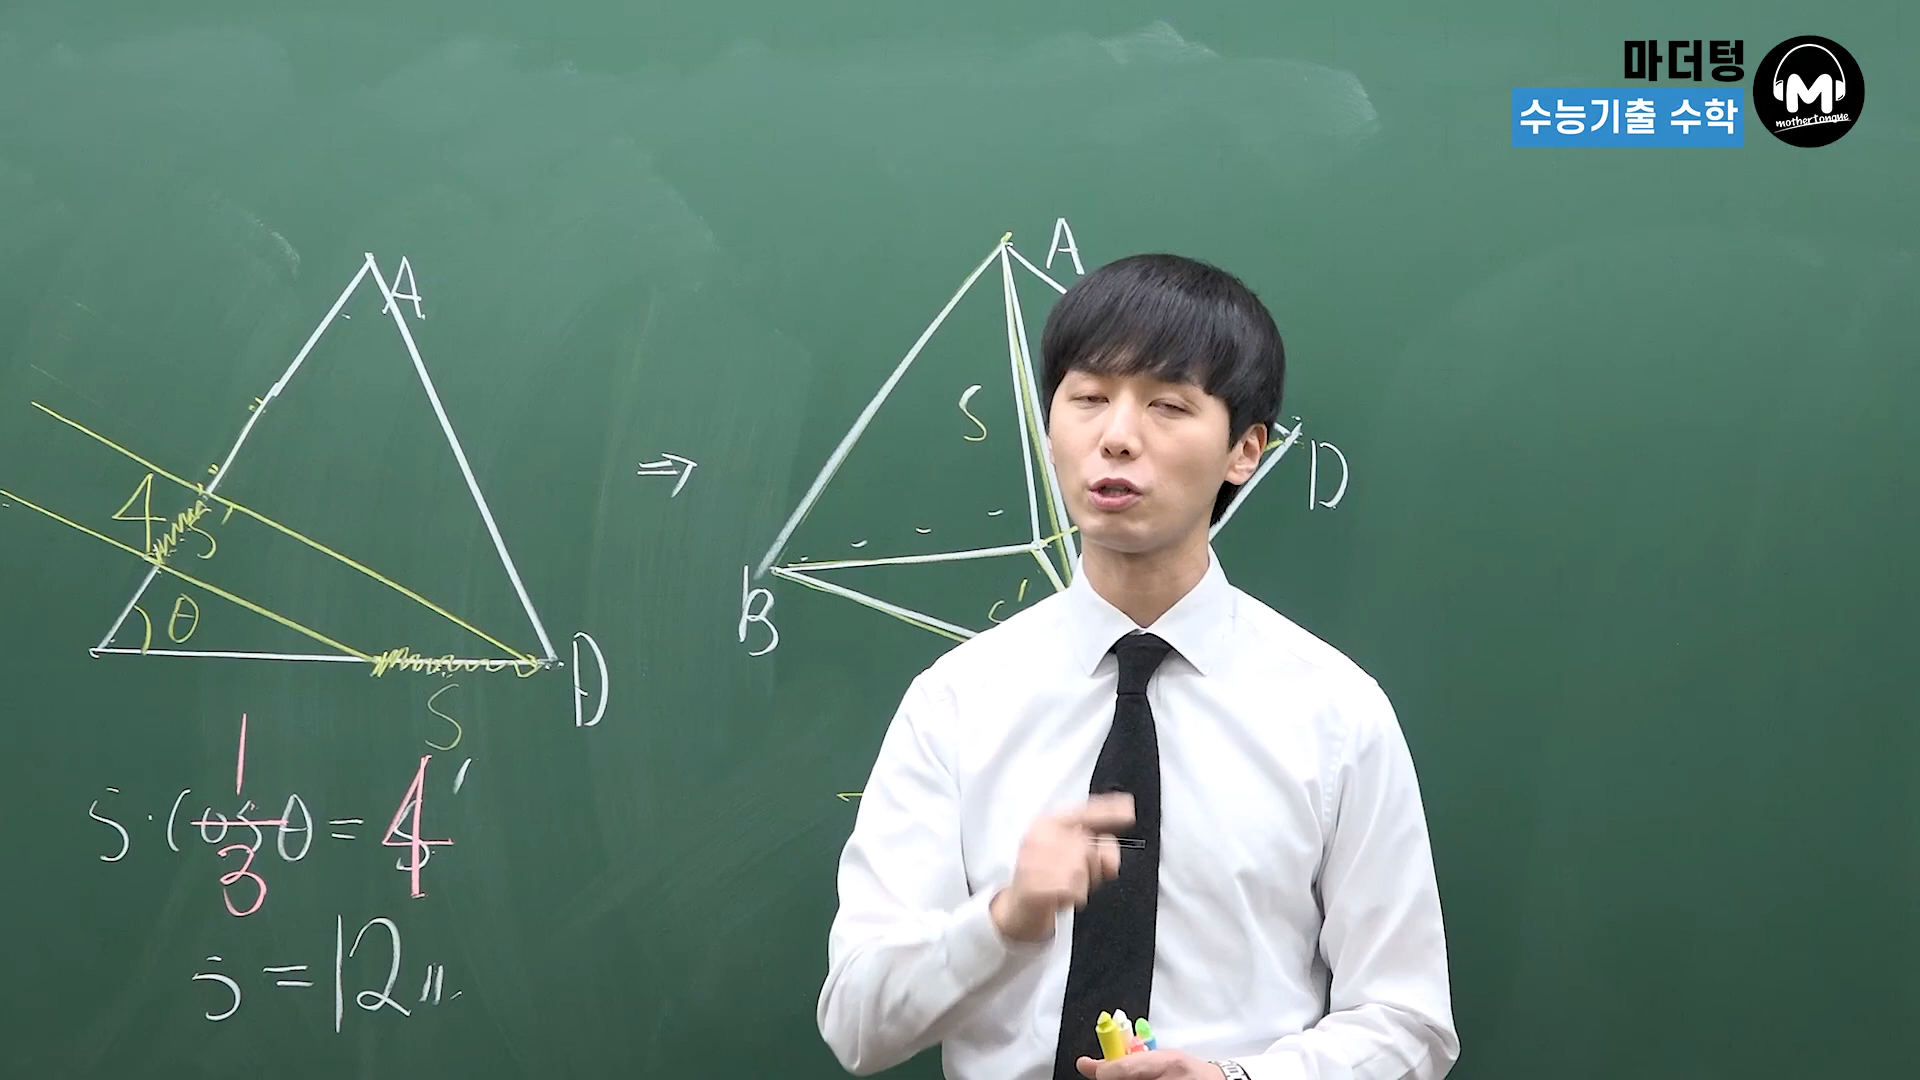 마더텅
수능기출 수학
M
mothertongue
A
A
S
D
4
S'
θ
B
S'
D
S
1
S · cosθ = S'
3
4
S = 12